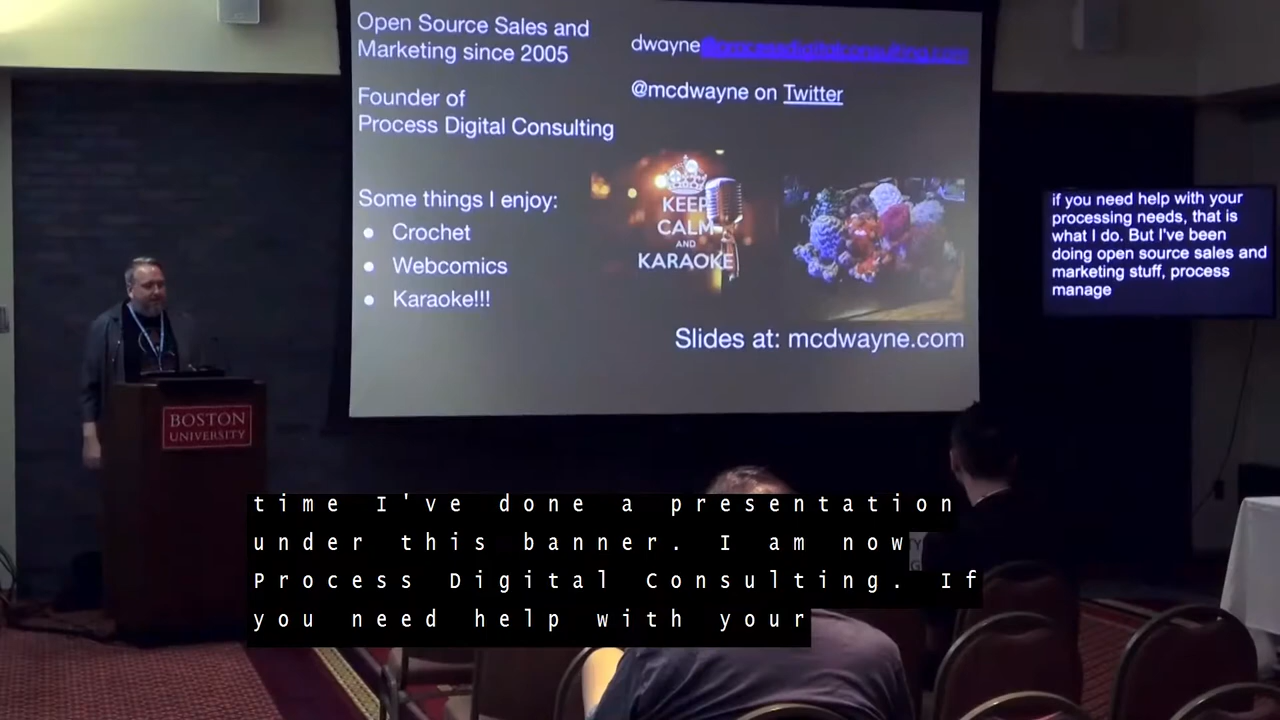 Open Source Sales and
Marketing since 2005
Founder of
Process Digital Consulting
Some things I enjoy:
● Crochet
● Webcomics
● Karaoke!!!
dwayne@processdigitalconsulting.com
@mcdwayne on Twitter
KEEP
CALM
AND
KARAOKE
Slides at: mcdwayne.com
if you need help with your
processing needs, that is
what I do. But I've been
doing open source sales and
marketing stuff, process
manage
BOSTON
UNIVERSITY
time I've done a presentation
under this banner. I am now
Process Digital Consulting. If
you need help with your